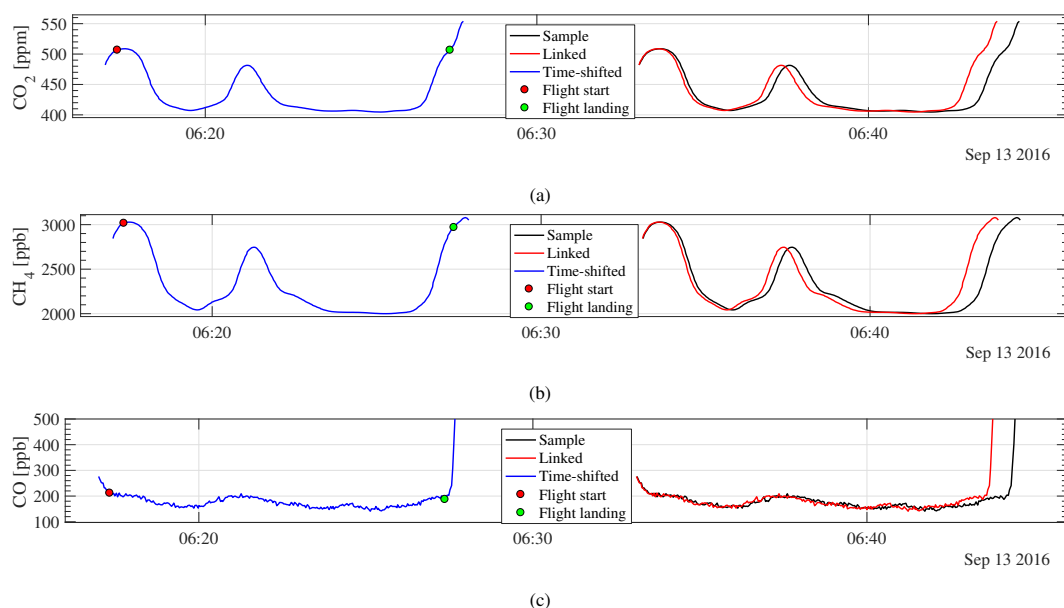 CO2 [ppm]
550
500
450
400
Sample
Linked
Time-shifted
Flight start
Flight landing
06:20
06:30
06:40
Sep 13 2016
(a)
CH4 [ppb]
3000
2500
2000
Sample
Linked
Time-shifted
Flight start
Flight landing
06:20
06:30
06:40
Sep 13 2016
(b)
CO [ppb]
500
400
300
200
100
Sample
Linked
Time-shifted
Flight start
Flight landing
06:20
06:30
06:40
Sep 13 2016
(c)